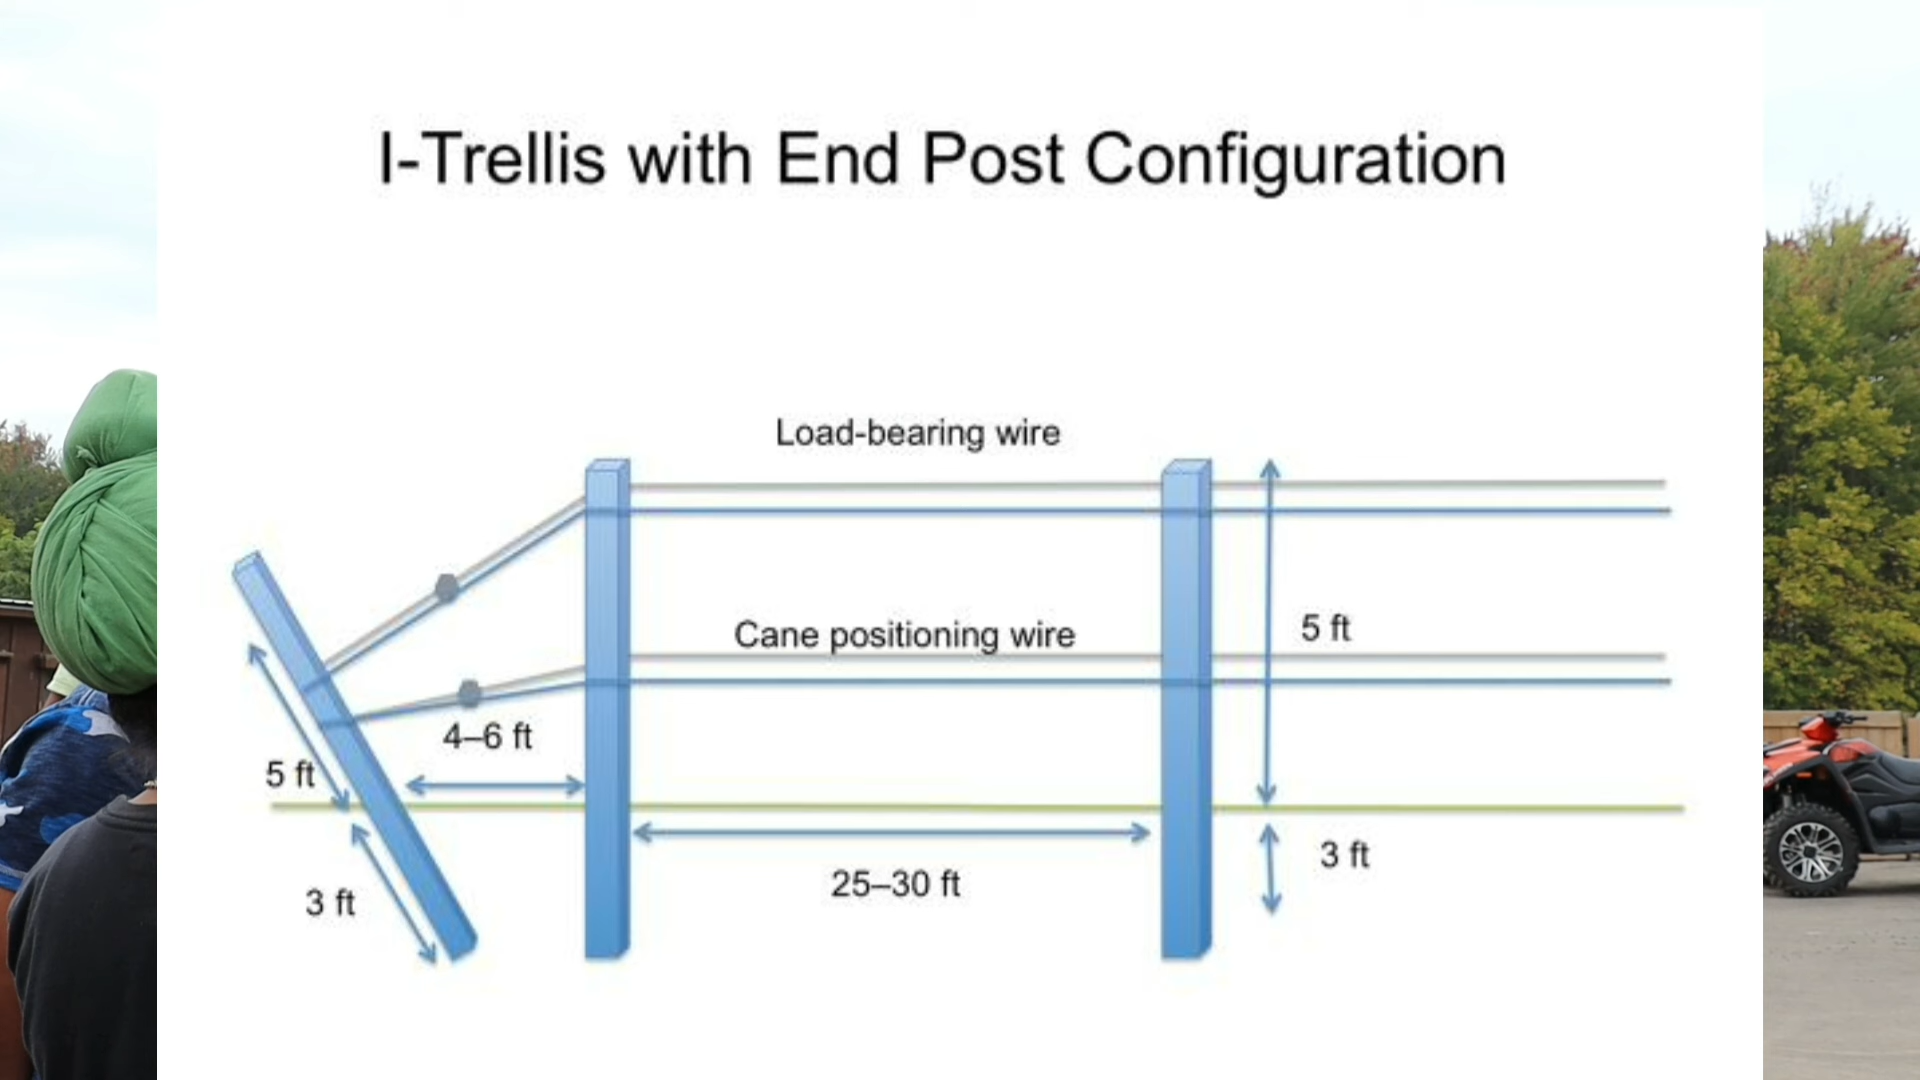 I-Trellis with End Post Configuration
Load-bearing wire
Cane positioning wire
5 ft
4–6 ft
5 ft
3 ft
25–30 ft
3 ft